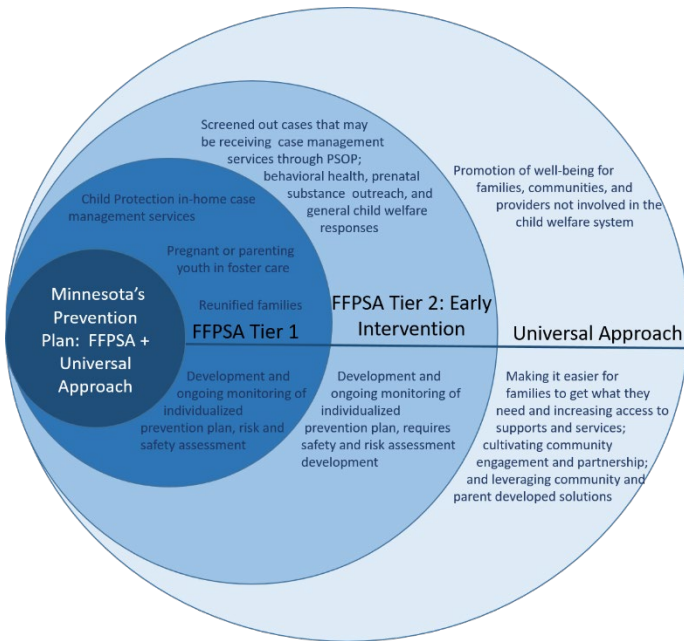 Screened out cases that may
be receiving case management
services through PSOP;
behavioral health, prenatal
substance outreach, and
general child welfare
responses
Promotion of well-being for
families, communities, and
providers not involved in the
child welfare system
Child Protection in-home case
management services
Pregnant or parenting
youth in foster care
Reunified families
Minnesota's
Prevention
Plan: FFPSA +
Universal
Approach
FFPSA Tier 1
FFPSA Tier 2: Early
Intervention
Universal Approach
Development and
ongoing monitoring of
individualized
prevention plan, risk and
safety assessment
Development and
ongoing monitoring of
individualized
prevention plan, requires
safety and risk assessment
development
Making it easier for
families to get what they
need and increasing access to
supports and services;
cultivating community
engagement and partnership;
and leveraging community and
parent developed solutions